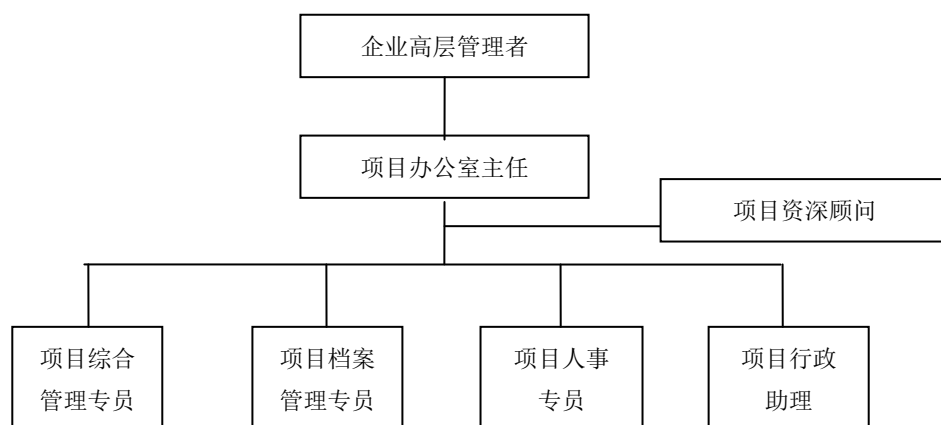 企业高层管理者
项目办公室主任
项目资深顾问
项目综合
管理专员
项目档案
管理专员
项目人事
专员
项目行政
助理